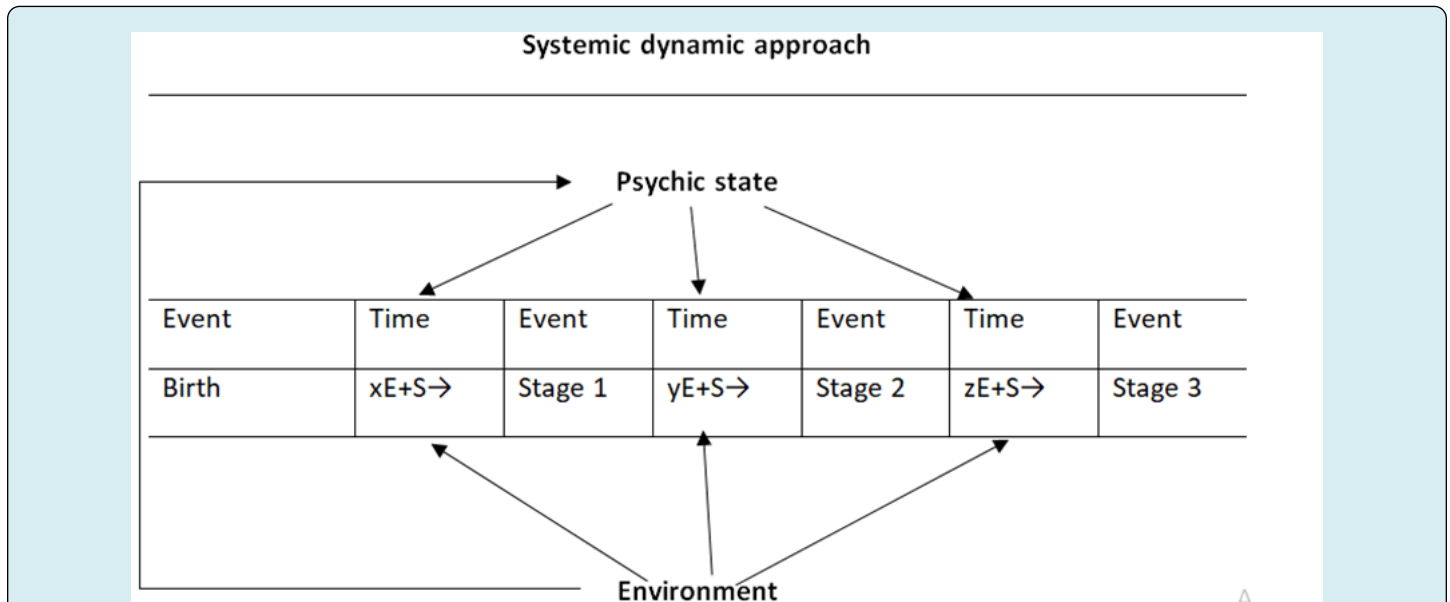 Systemic dynamic approach
Psychic state
Event Time Event Time Event Time Event
Birth xE+S→ Stage 1 yE+S→ Stage 2 zE+S→ Stage 3
Environment
A